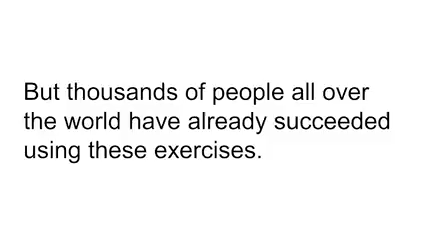 But thousands of people all over
the world have already succeeded
using these exercises.